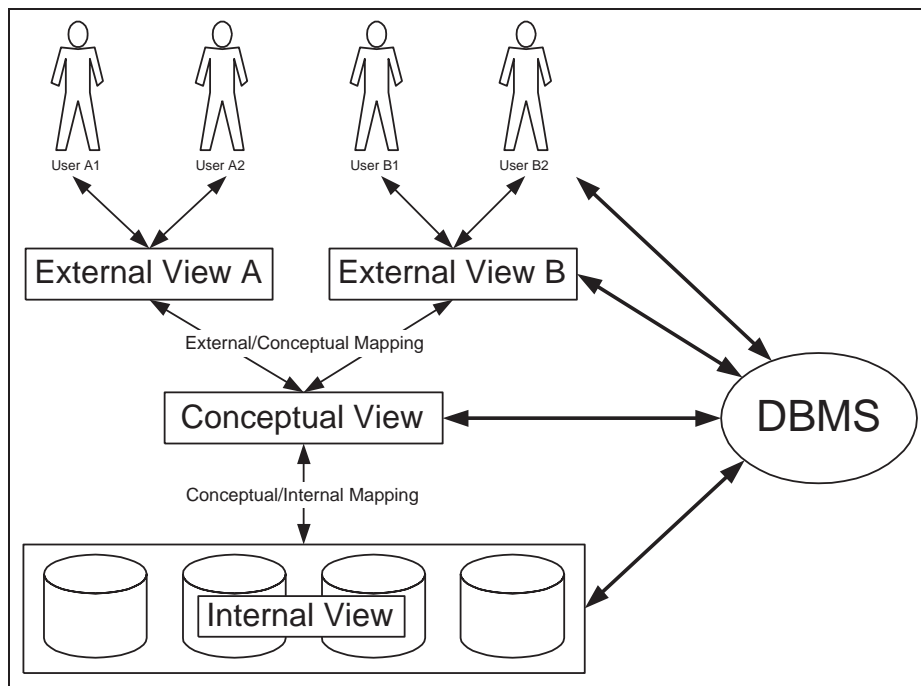 User A1
User A2
User B1
User B2
External View A
External View B
External/Conceptual Mapping
Conceptual View
DBMS
Conceptual/Internal Mapping
Internal View